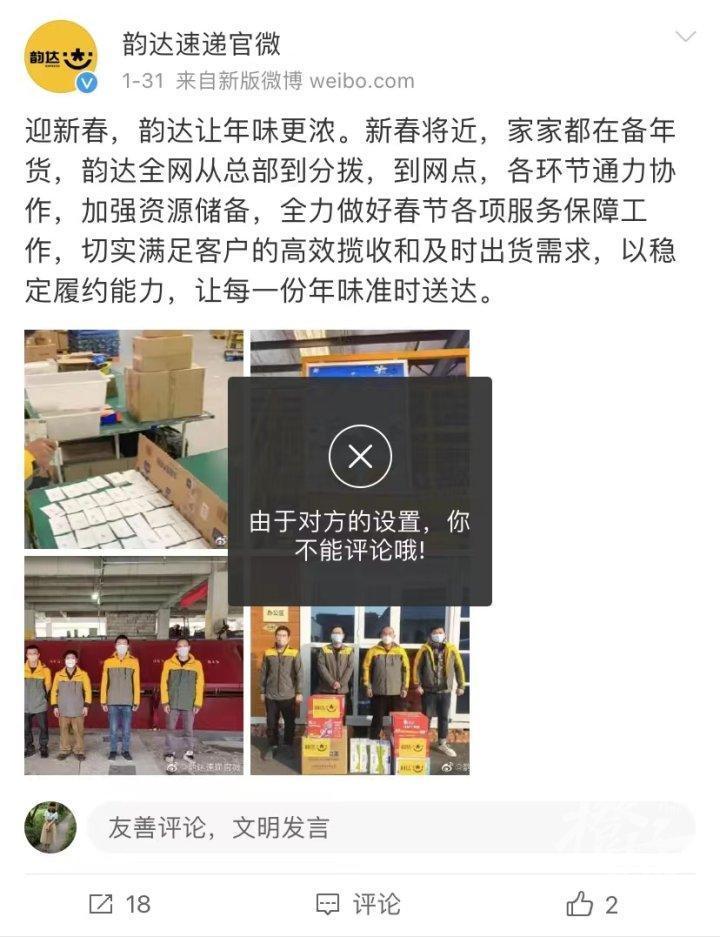 韵达速递官微
1-31 来自新版微博 weibo.com
迎新春，韵达让年味更浓。新春将近，家家都在备年
货，韵达全网从总部到分拨，到网点，各环节通力协
作，加强资源储备，全力做好春节各项服务保障工
作，切实满足客户的高效揽收和及时出货需求，以稳
定履约能力，让每一份年味准时送达。
由于对方的设置，你
不能评论哦!
办公区
韵达
韵达
韵达
@韵达速递官微
友善评论，文明发言
18
评论
2